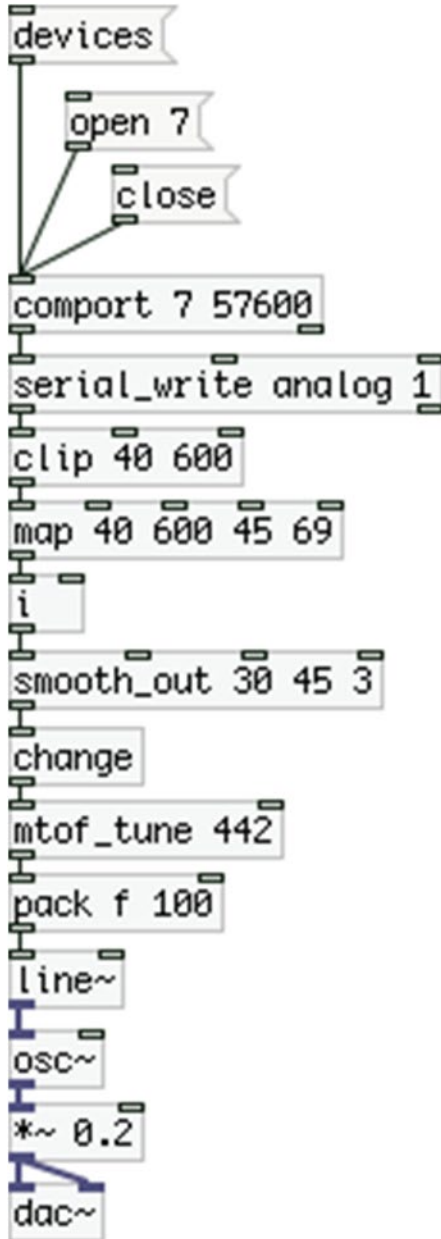 devices
open 7
close
comport 7 57600
serial_write analog 1
clip 40 600
map 40 600 45 69
i
smooth_out 30 45 3
change
mtof_tune 442
pack f 100
line~
osc~
*~ 0.2
dac~